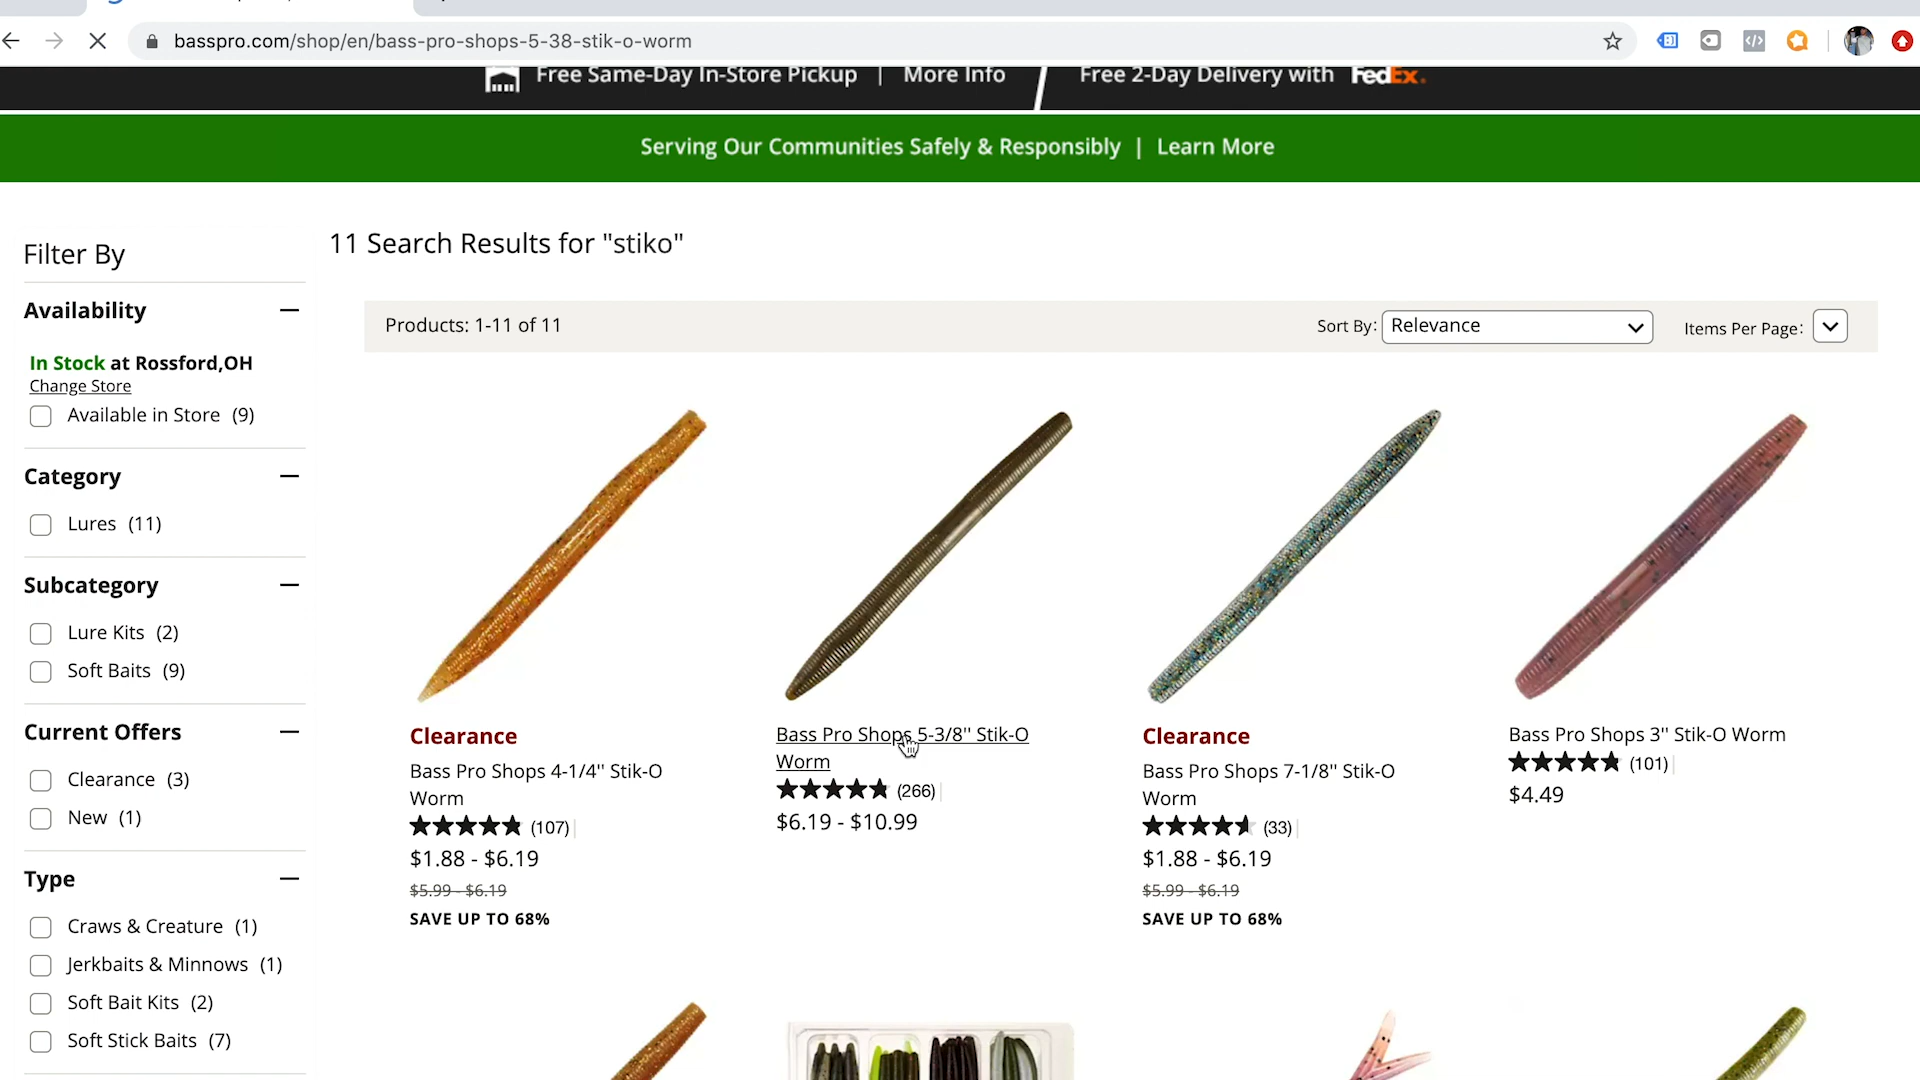 basspro.com/shop/en/bass-pro-shops-5-38-stik-o-worm
Free Same-Day In-Store Pickup | More Info
Free 2-Day Delivery with FedEx.
Serving Our Communities Safely & Responsibly | Learn More
Filter By
Availability
In Stock at Rossford,OH
Change Store
Available in Store (9)
Category
Lures (11)
Subcategory
Lure Kits (2)
Soft Baits (9)
Current Offers
Clearance (3)
New (1)
Type
Craws & Creature (1)
Jerkbaits & Minnows (1)
Soft Bait Kits (2)
Soft Stick Baits (7)
11 Search Results for "stiko"
Products: 1-11 of 11
Sort By: Relevance
Items Per Page:
Clearance
Bass Pro Shops 4-1/4'' Stik-O
Worm
(107)
$1.88 - $6.19
$5.99 - $6.19
SAVE UP TO 68%
Bass Pro Shops 5-3/8'' Stik-O
Worm
(266)
$6.19 - $10.99
Clearance
Bass Pro Shops 7-1/8'' Stik-O
Worm
(33)
$1.88 - $6.19
$5.99 - $6.19
SAVE UP TO 68%
Bass Pro Shops 3'' Stik-O Worm
(101)
$4.49